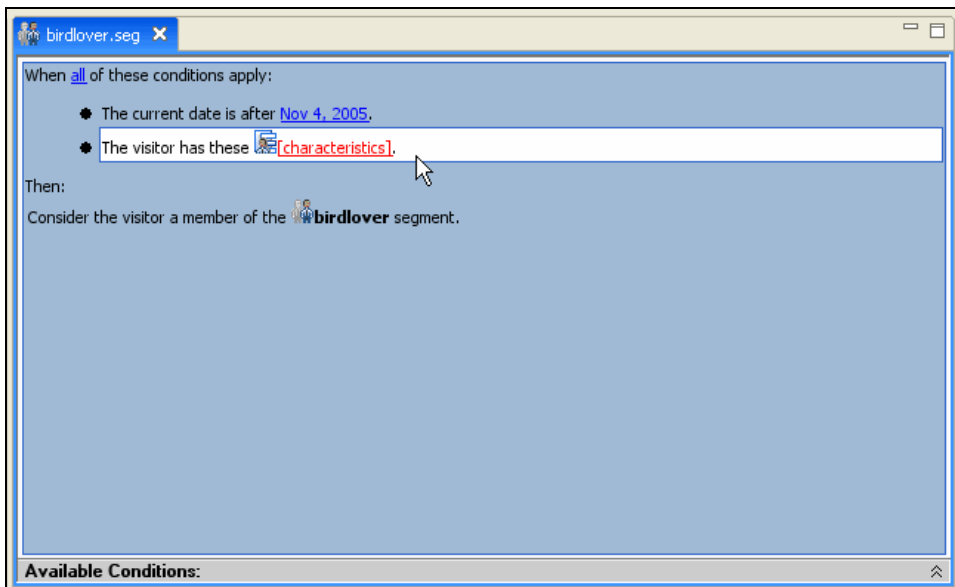 birdlover.seg
When all of these conditions apply:
The current date is after Nov 4, 2005.
The visitor has these [characteristics].
Then:
Consider the visitor a member of the birdlover segment.
Available Conditions: